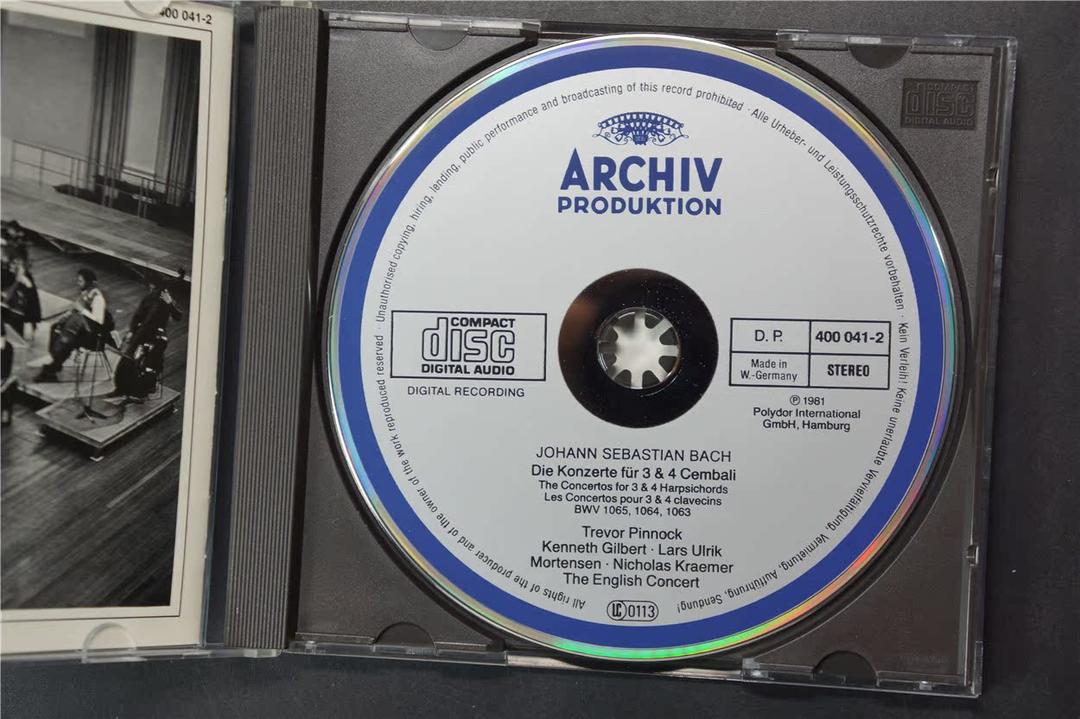 400 041-2
COMPACT
disc
DIGITAL AUDIO
Unauthorised copying, hiring, lending, public performance and broadcasting of this record prohibited · Alle Urheber- und Leistungsschutzrechte vorbehalten · Kein Verleih! Keine unerlaubte Vervielfältigung, Vermietung, Aufführung, Sendung!
All rights of the producer and of the owner of the work reproduced reserved ·
ARCHIV
PRODUKTION
COMPACT
disc
DIGITAL AUDIO
DIGITAL RECORDING
D. P. 400 041-2
Made in
W.-Germany
STEREO
℗ 1981
Polydor International
GmbH, Hamburg
JOHANN SEBASTIAN BACH
Die Konzerte für 3 & 4 Cembali
The Concertos for 3 & 4 Harpsichords
Les Concertos pour 3 & 4 clavecins
BWV 1065, 1064, 1063
Trevor Pinnock
Kenneth Gilbert · Lars Ulrik
Mortensen · Nicholas Kraemer
The English Concert
LC 0113